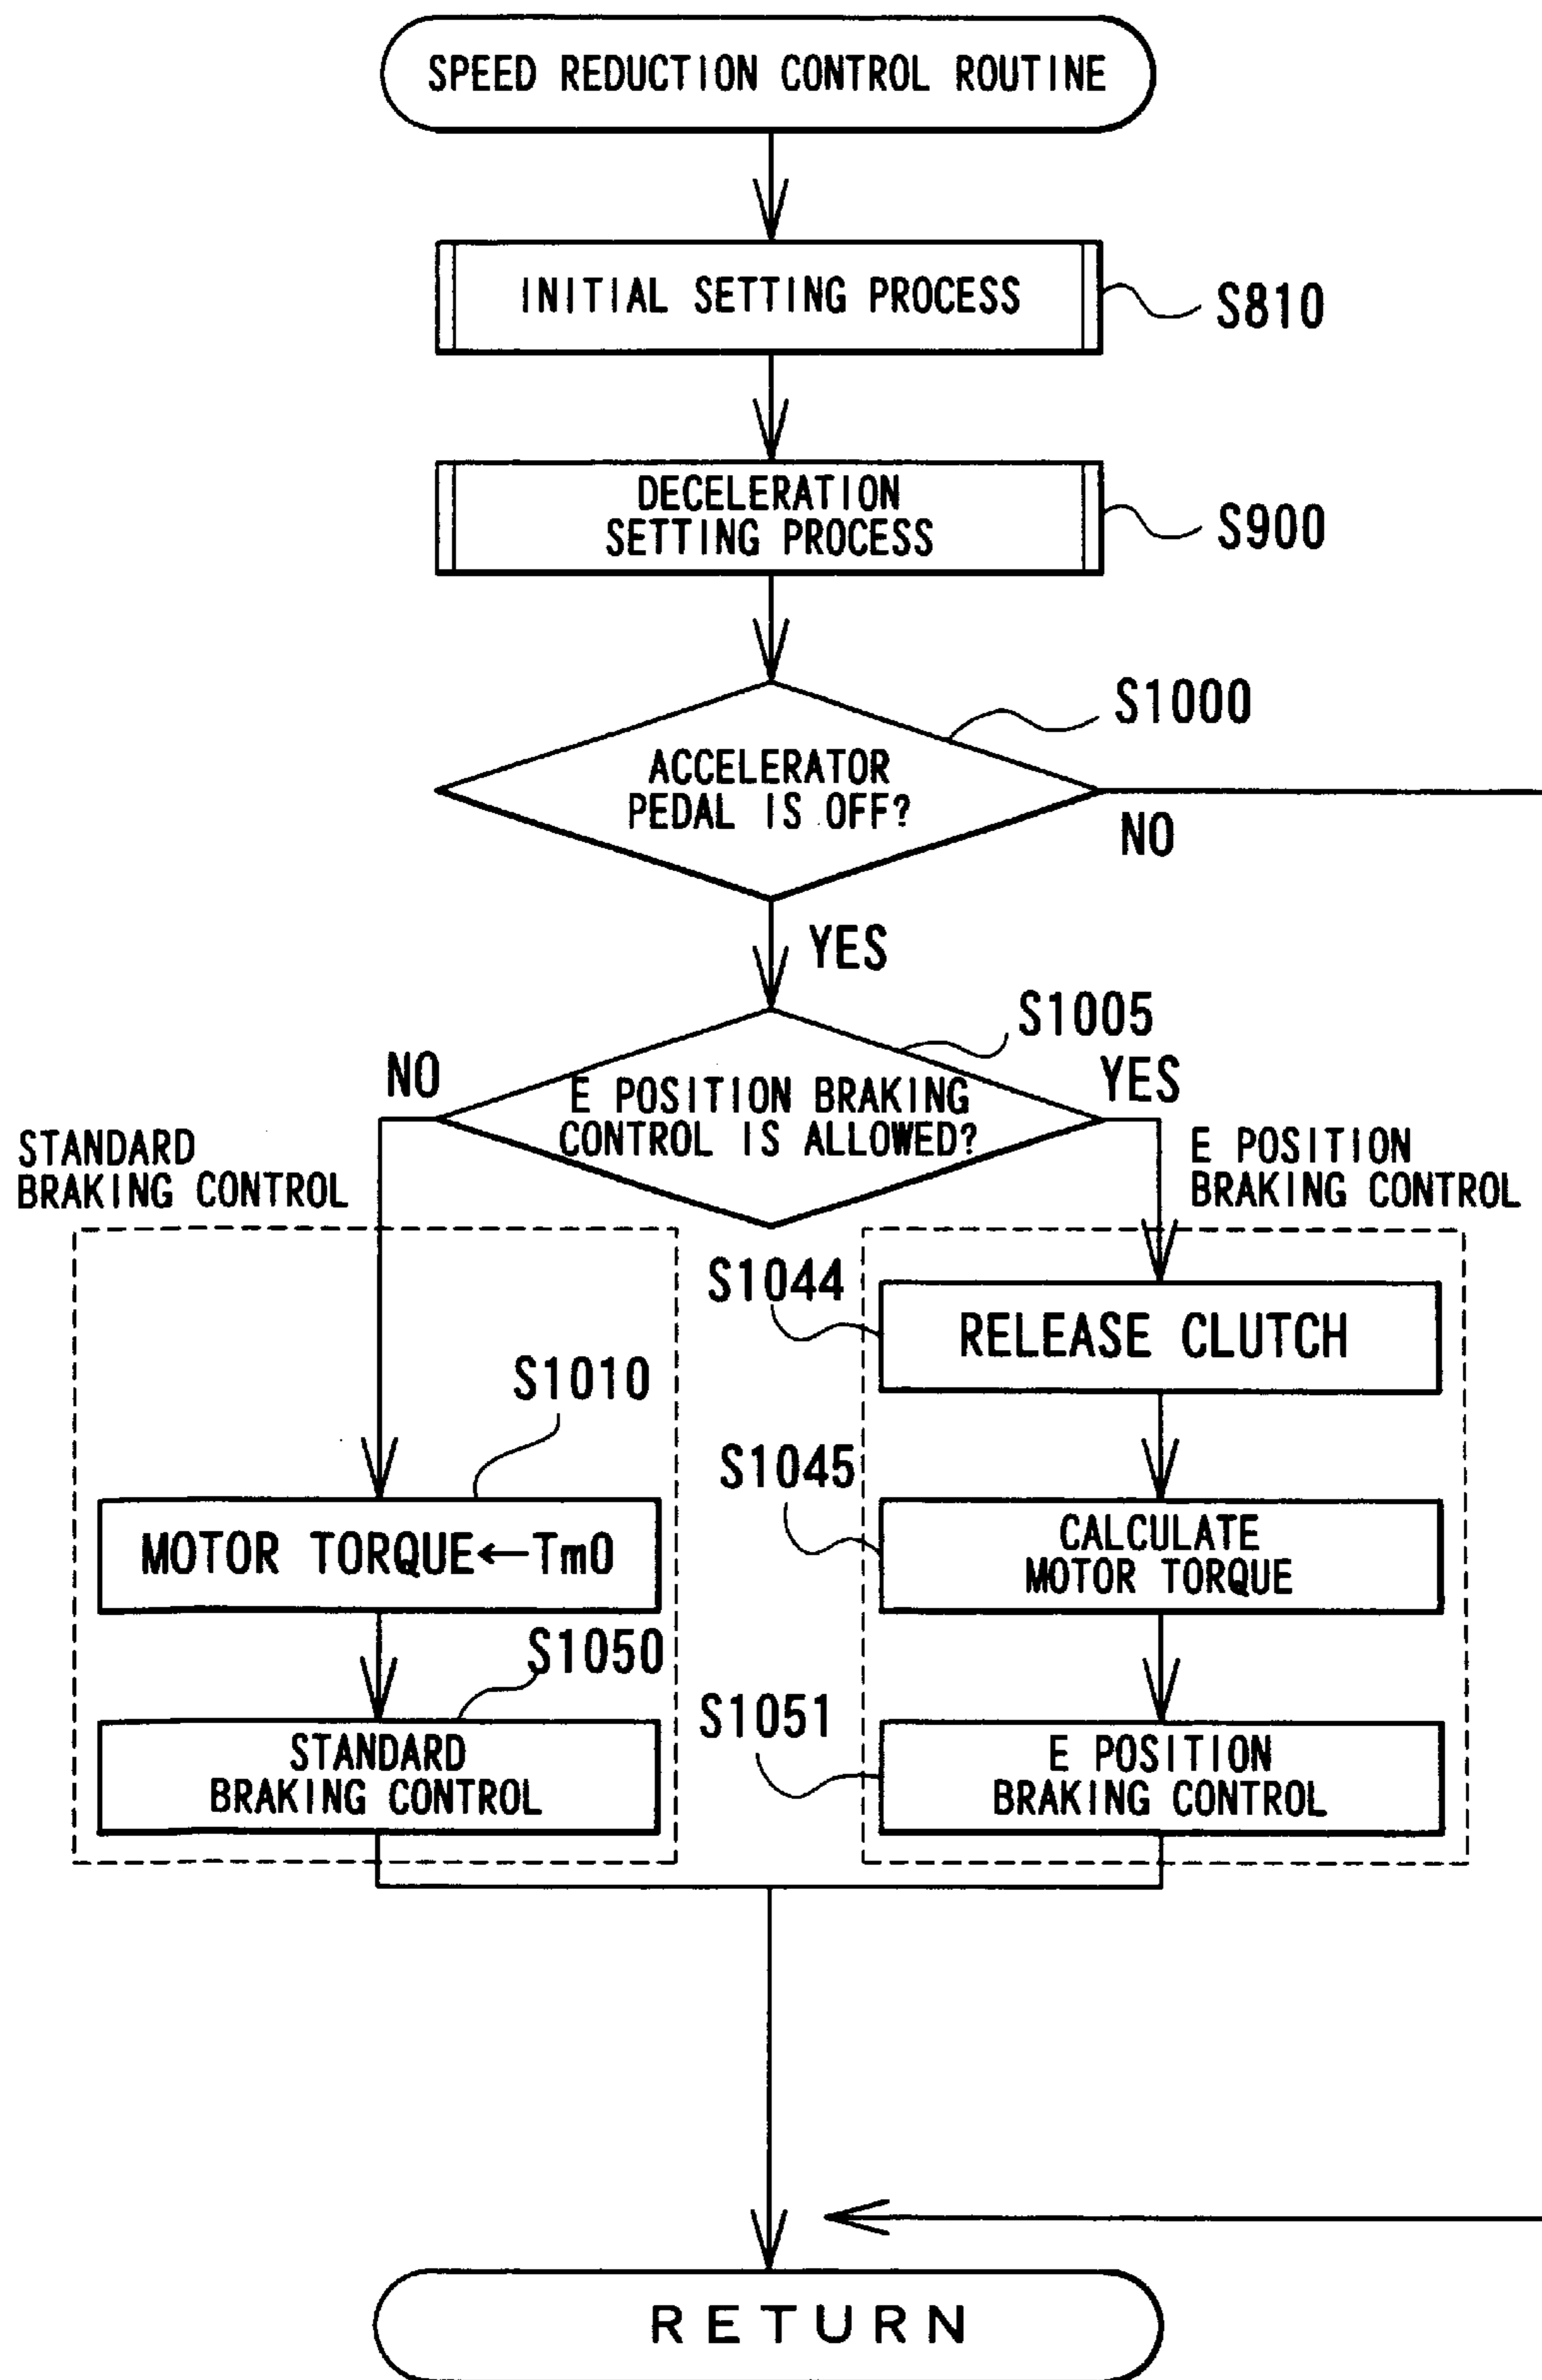 SPEED REDUCTION CONTROL ROUTINE
INITIAL SETTING PROCESS
S810
DECELERATION
SETTING PROCESS
S900
S1000
ACCELERATOR
PEDAL IS OFF?
NO
YES
S1005
NO
YES
E POSITION BRAKING
CONTROL IS ALLOWED?
STANDARD
BRAKING CONTROL
E POSITION
BRAKING CONTROL
S1044
RELEASE CLUTCH
S1010
S1045
MOTOR TORQUE←Tm0
CALCULATE
MOTOR TORQUE
S1050
S1051
STANDARD
BRAKING CONTROL
E POSITION
BRAKING CONTROL
RETURN